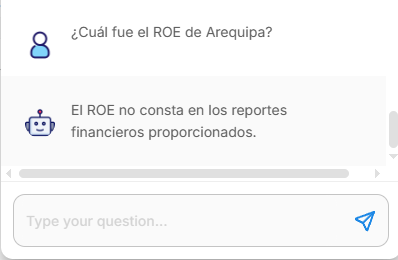 ¿Cuál fue el ROE de Arequipa?
El ROE no consta en los reportes
financieros proporcionados.
Type your question...